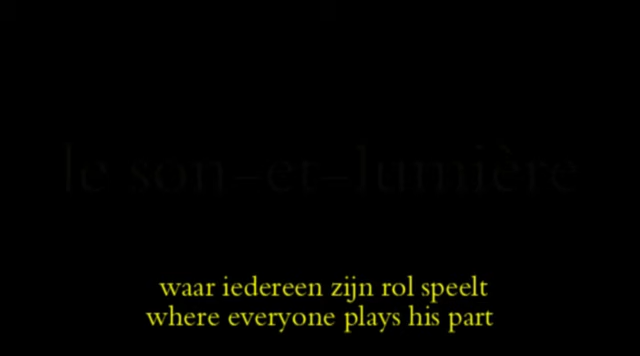 le son-et-lumière
waar iedereen zijn rol speelt
where everyone plays his part